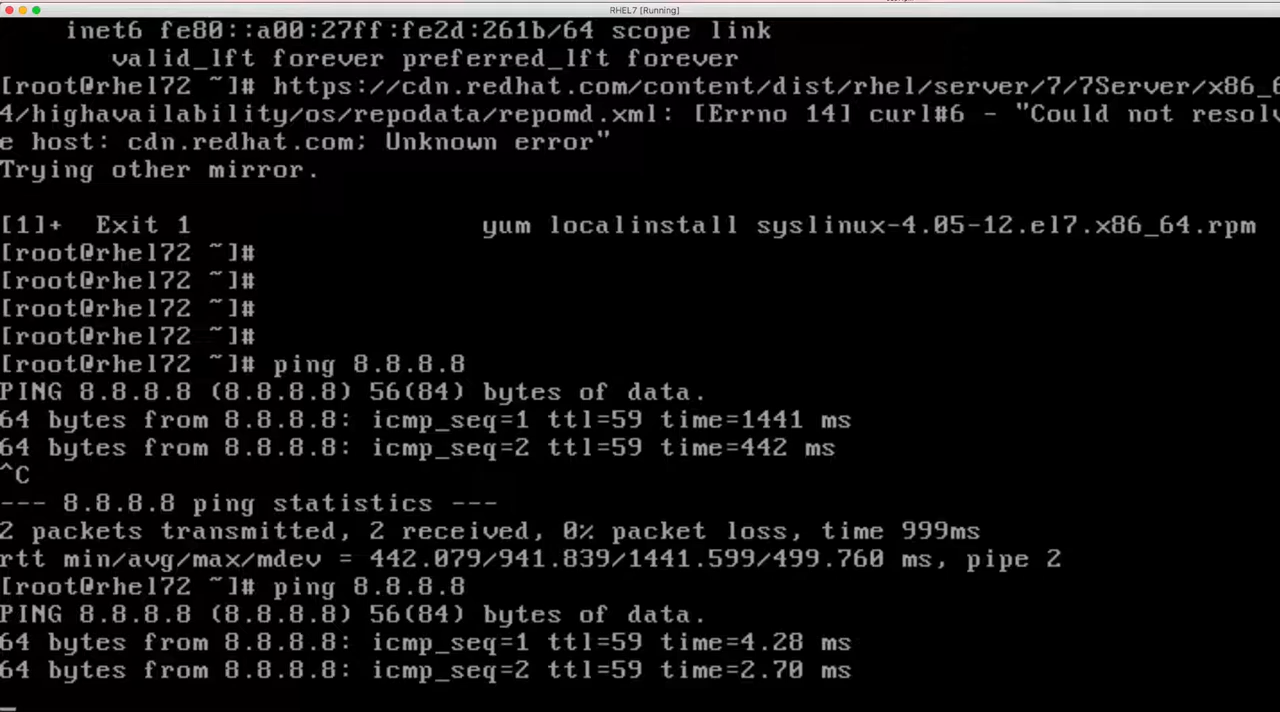 RHEL7 [Running]
inet6 fe80::a00:27ff:fe2d:261b/64 scope link
valid_lft forever preferred_lft forever
[root@rhel72 ~]# https://cdn.redhat.com/content/dist/rhel/server/7/7Server/x86_6
4/highavailability/os/repodata/repomd.xml: [Errno 14] curl#6 - "Could not resolv
e host: cdn.redhat.com; Unknown error"
Trying other mirror.
[1]+  Exit 1                  yum localinstall syslinux-4.05-12.el7.x86_64.rpm
[root@rhel72 ~]#
[root@rhel72 ~]#
[root@rhel72 ~]#
[root@rhel72 ~]#
[root@rhel72 ~]# ping 8.8.8.8
PING 8.8.8.8 (8.8.8.8) 56(84) bytes of data.
64 bytes from 8.8.8.8: icmp_seq=1 ttl=59 time=1441 ms
64 bytes from 8.8.8.8: icmp_seq=2 ttl=59 time=442 ms
^C
--- 8.8.8.8 ping statistics ---
2 packets transmitted, 2 received, 0% packet loss, time 999ms
rtt min/avg/max/mdev = 442.079/941.839/1441.599/499.760 ms, pipe 2
[root@rhel72 ~]# ping 8.8.8.8
PING 8.8.8.8 (8.8.8.8) 56(84) bytes of data.
64 bytes from 8.8.8.8: icmp_seq=1 ttl=59 time=4.28 ms
64 bytes from 8.8.8.8: icmp_seq=2 ttl=59 time=2.70 ms